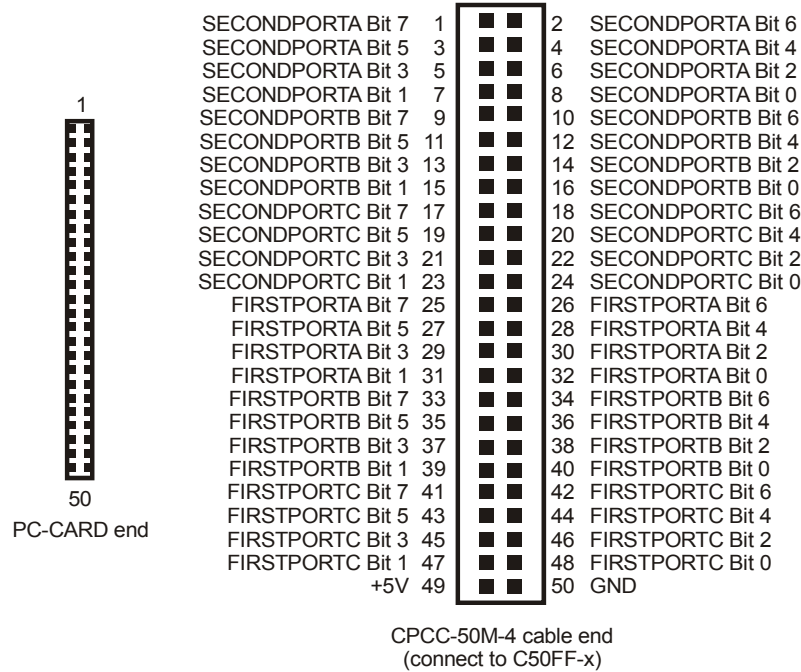 SECONDPORTA Bit 7 1 2 SECONDPORTA Bit 6
SECONDPORTA Bit 5 3 4 SECONDPORTA Bit 4
SECONDPORTA Bit 3 5 6 SECONDPORTA Bit 2
SECONDPORTA Bit 1 7 8 SECONDPORTA Bit 0
SECONDPORTB Bit 7 9 10 SECONDPORTB Bit 6
SECONDPORTB Bit 5 11 12 SECONDPORTB Bit 4
SECONDPORTB Bit 3 13 14 SECONDPORTB Bit 2
SECONDPORTB Bit 1 15 16 SECONDPORTB Bit 0
SECONDPORTC Bit 7 17 18 SECONDPORTC Bit 6
SECONDPORTC Bit 5 19 20 SECONDPORTC Bit 4
SECONDPORTC Bit 3 21 22 SECONDPORTC Bit 2
SECONDPORTC Bit 1 23 24 SECONDPORTC Bit 0
FIRSTPORTA Bit 7 25 26 FIRSTPORTA Bit 6
FIRSTPORTA Bit 5 27 28 FIRSTPORTA Bit 4
FIRSTPORTA Bit 3 29 30 FIRSTPORTA Bit 2
FIRSTPORTA Bit 1 31 32 FIRSTPORTA Bit 0
FIRSTPORTB Bit 7 33 34 FIRSTPORTB Bit 6
FIRSTPORTB Bit 5 35 36 FIRSTPORTB Bit 4
FIRSTPORTB Bit 3 37 38 FIRSTPORTB Bit 2
FIRSTPORTB Bit 1 39 40 FIRSTPORTB Bit 0
FIRSTPORTC Bit 7 41 42 FIRSTPORTC Bit 6
FIRSTPORTC Bit 5 43 44 FIRSTPORTC Bit 4
FIRSTPORTC Bit 3 45 46 FIRSTPORTC Bit 2
FIRSTPORTC Bit 1 47 48 FIRSTPORTC Bit 0
+5V 49 50 GND
1
50
PC-CARD end
CPCC-50M-4 cable end
(connect to C50FF-x)